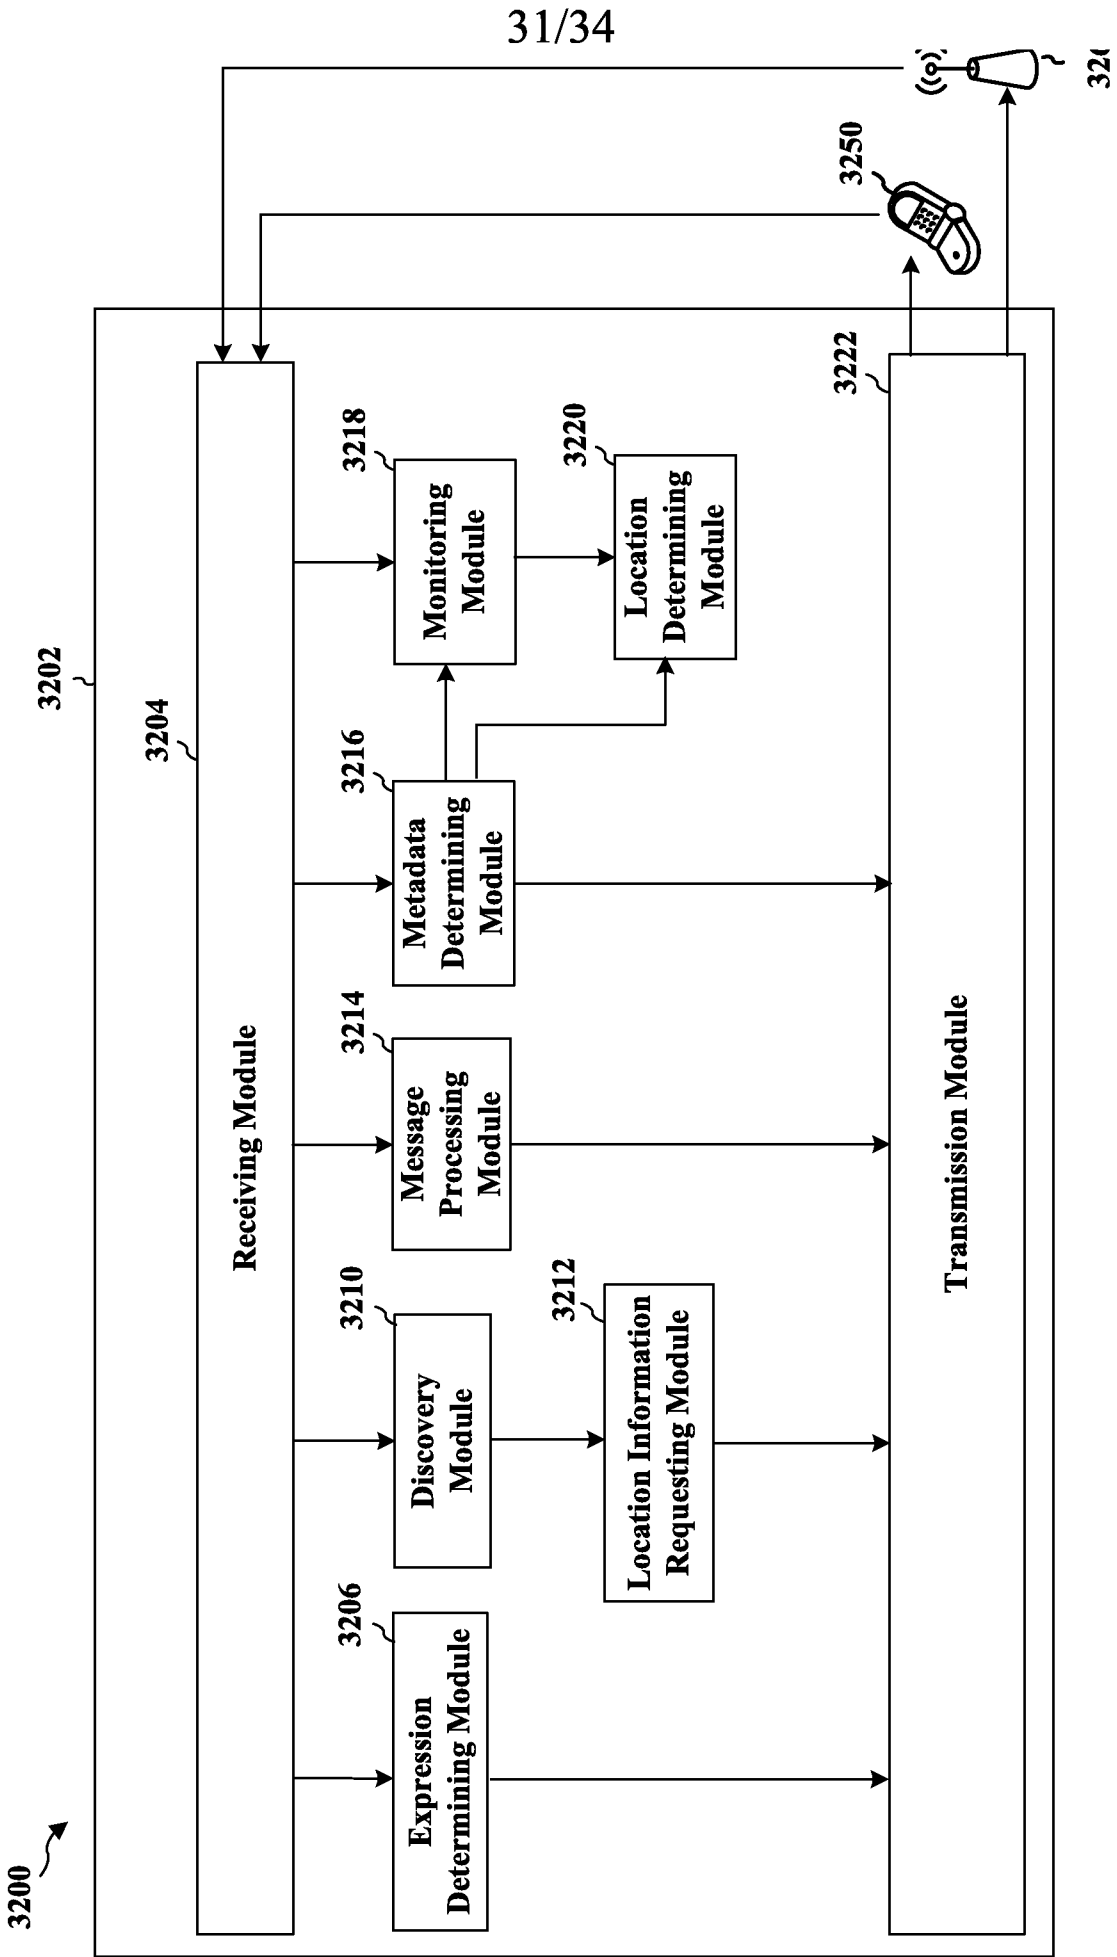 31/34
3200
3202
3204
Receiving Module
3206
Expression
Determining Module
3210
Discovery
Module
3212
Location Information
Requesting Module
3214
Message
Processing
Module
3216
Metadata
Determining
Module
3218
Monitoring
Module
3220
Location
Determining
Module
3222
Transmission Module
3250